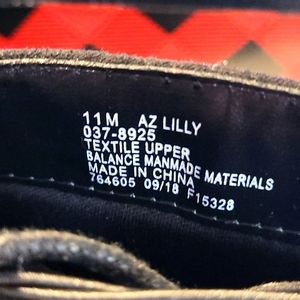 11M AZ LILLY
037-8925
TEXTILE UPPER
BALANCE MANMADE MATERIALS
MADE IN CHINA
764605 09/18 F15328